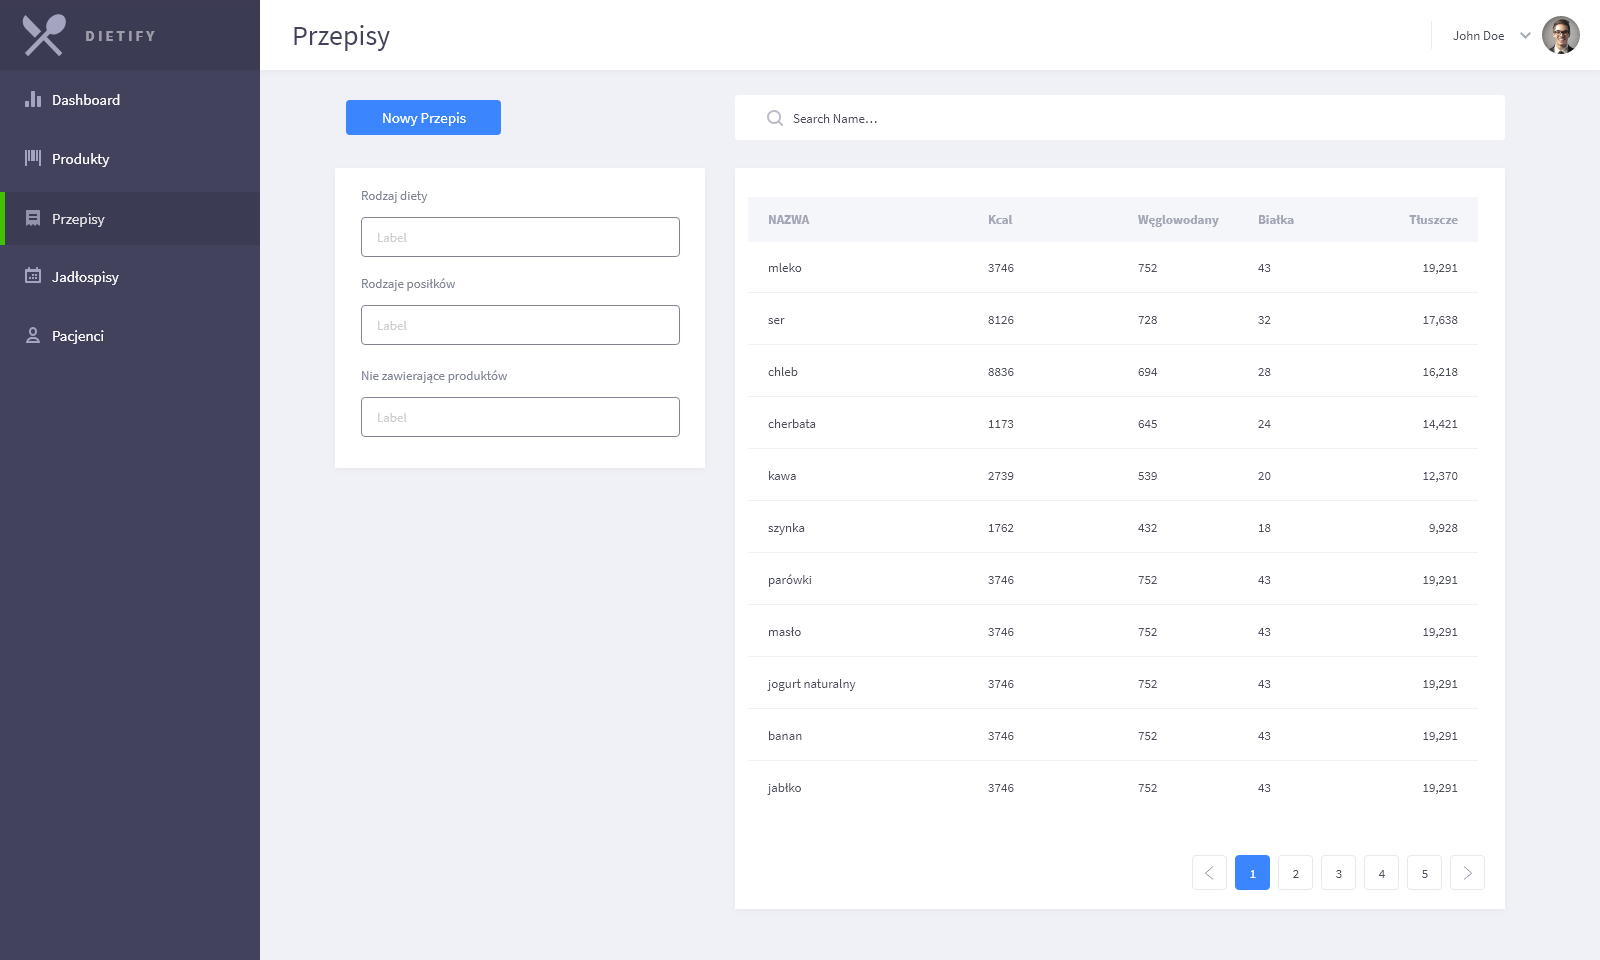 DIETIFY
Przepisy
John Doe
Dashboard
Produkty
Przepisy
Jadłospisy
Pacjenci
Nowy Przepis
Search Name...
Rodzaj diety
Label
Rodzaje posiłków
Label
Nie zawierające produktów
Label
NAZWA Kcal Węglowodany Białka Tłuszcze
mleko 3746 752 43 19,291
ser 8126 728 32 17,638
chleb 8836 694 28 16,218
cherbata 1173 645 24 14,421
kawa 2739 539 20 12,370
szynka 1762 432 18 9,928
parówki 3746 752 43 19,291
masło 3746 752 43 19,291
jogurt naturalny 3746 752 43 19,291
banan 3746 752 43 19,291
jabłko 3746 752 43 19,291
1 2 3 4 5